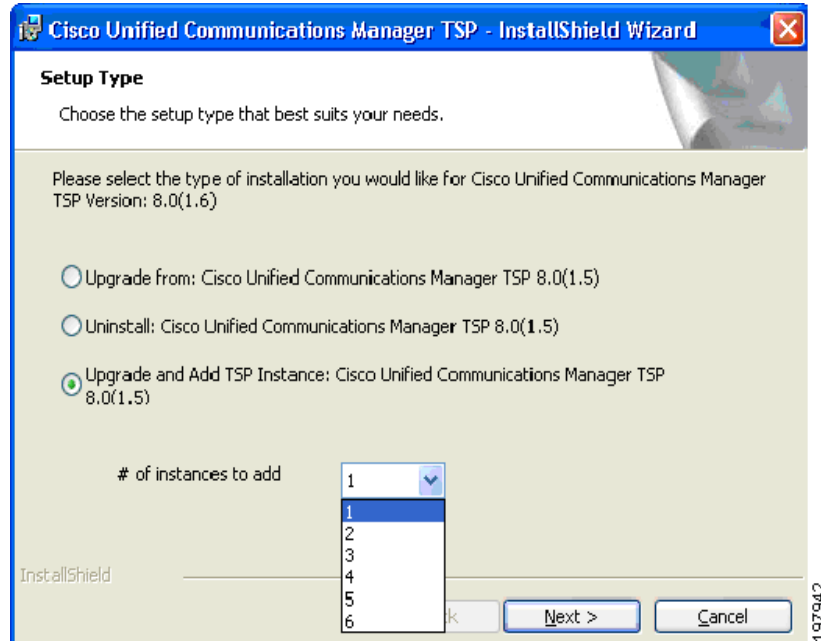 Cisco Unified Communications Manager TSP - InstallShield Wizard
Setup Type
Choose the setup type that best suits your needs.
Please select the type of installation you would like for Cisco Unified Communications Manager
TSP Version: 8.0(1.6)
Upgrade from: Cisco Unified Communications Manager TSP 8.0(1.5)
Uninstall: Cisco Unified Communications Manager TSP 8.0(1.5)
Upgrade and Add TSP Instance: Cisco Unified Communications Manager TSP
8.0(1.5)
# of instances to add
1
1
2
3
4
5
6
InstallShield
Next >
Cancel
197942